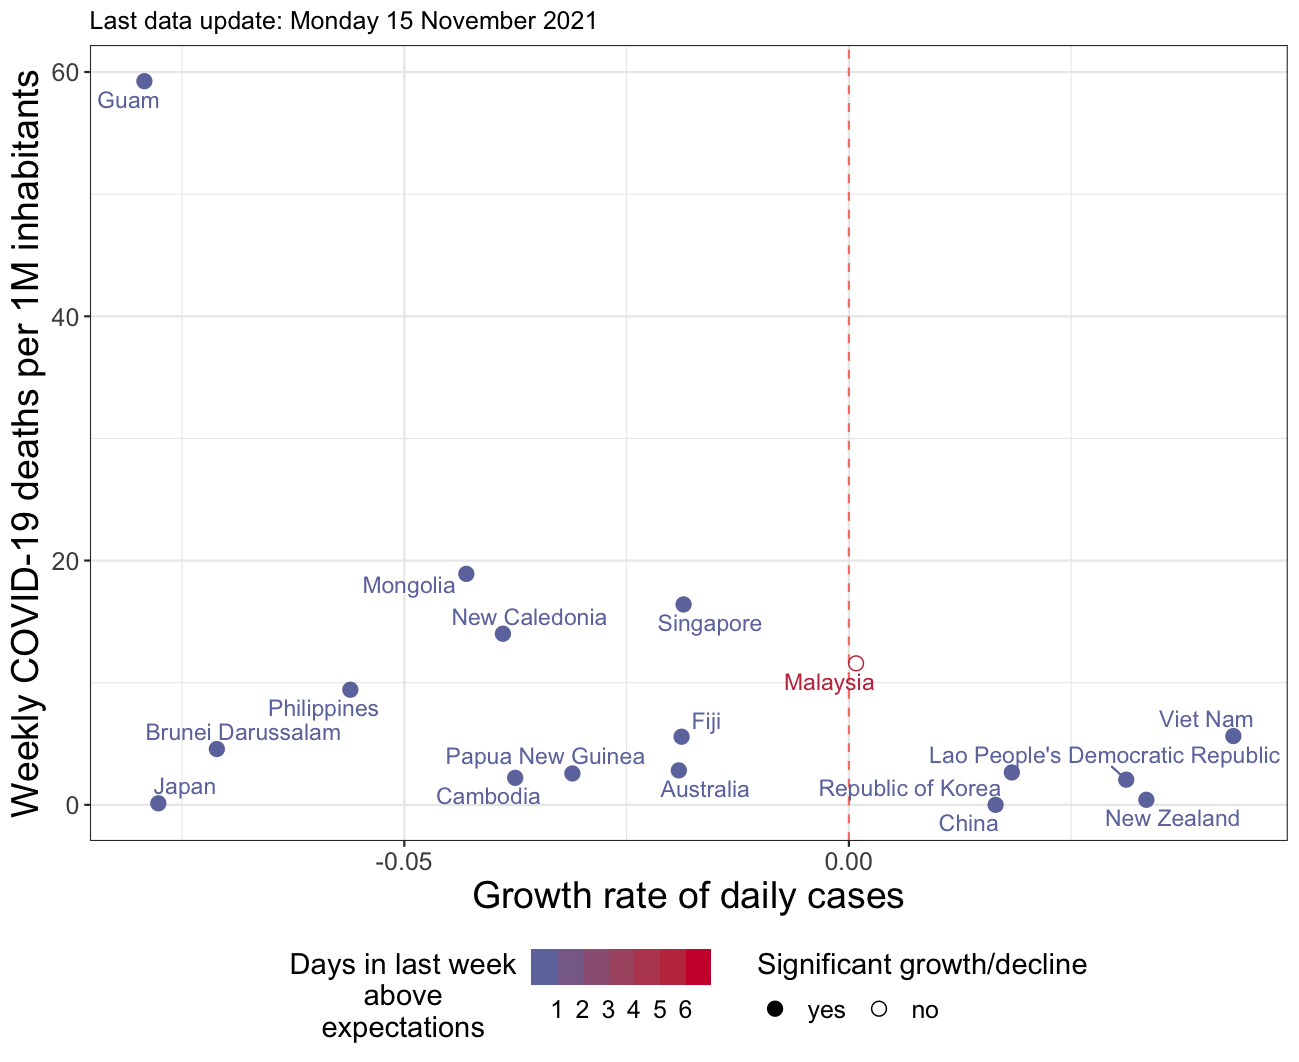 Last data update: Monday 15 November 2021
Weekly COVID-19 deaths per 1M inhabitants
60
40
20
0
Guam
Mongolia
New Caledonia
Singapore
Malaysia
Philippines
Brunei Darussalam
Fiji
Viet Nam
Papua New Guinea
Lao People's Democratic Republic
Japan
Cambodia
Australia
Republic of Korea
New Zealand
China
-0.05
0.00
Growth rate of daily cases
Days in last week
above
expectations
1 2 3 4 5 6
Significant growth/decline
yes
no